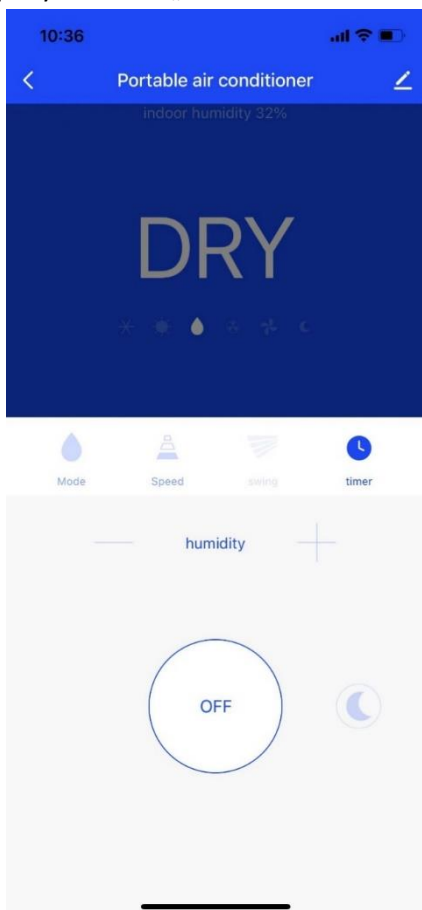 10:36
Portable air conditioner
indoor humidity 32%
DRY
Mode Speed swing timer
humidity
OFF